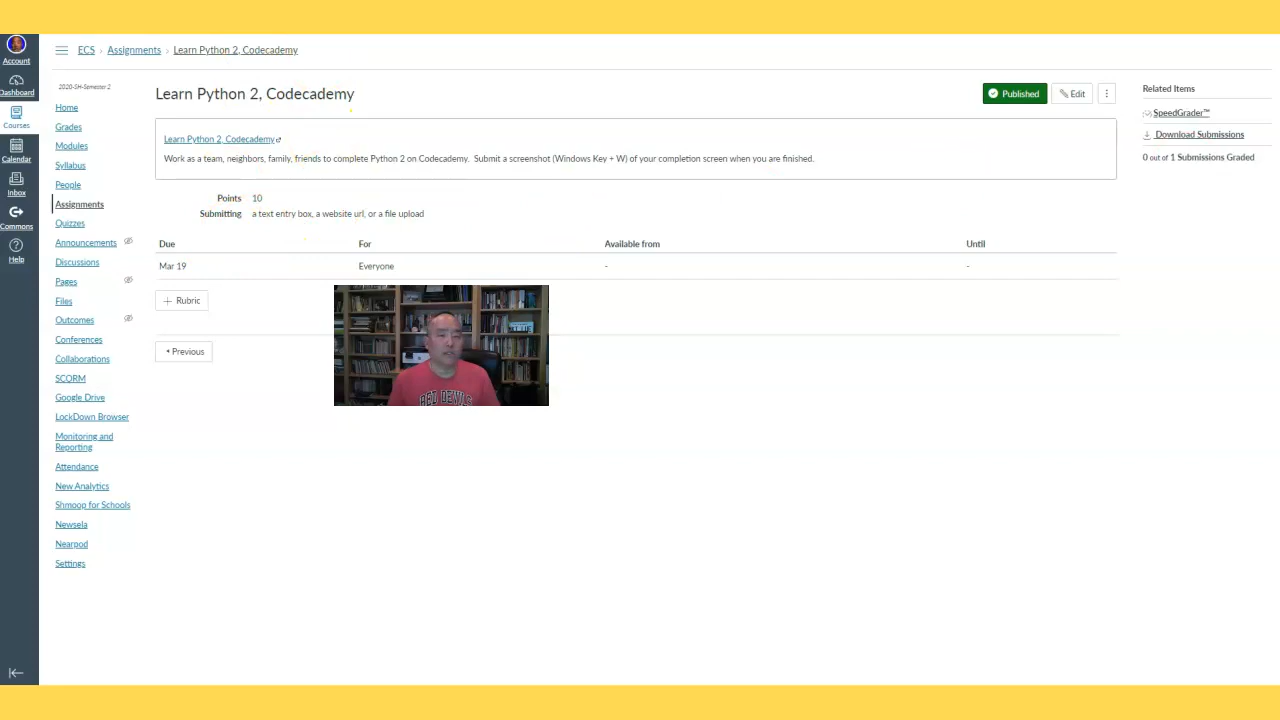 ECS › Assignments › Learn Python 2, Codecademy
Account
Dashboard
Courses
Calendar
Inbox
Commons
Help
2020-SH-Semester 2
Home
Grades
Modules
Syllabus
People
Assignments
Quizzes
Announcements
Discussions
Pages
Files
Outcomes
Conferences
Collaborations
SCORM
Google Drive
LockDown Browser
Monitoring and
Reporting
Attendance
New Analytics
Shmoop for Schools
Newsela
Nearpod
Settings
Learn Python 2, Codecademy
Published
Edit
Learn Python 2, Codecademy
Work as a team, neighbors, family, friends to complete Python 2 on Codecademy. Submit a screenshot (Windows Key + W) of your completion screen when you are finished.
Points 10
Submitting a text entry box, a website url, or a file upload
Due For Available from Until
Mar 19 Everyone - -
+ Rubric
Previous
RED DEVILS
Related Items
SpeedGrader™
Download Submissions
0 out of 1 Submissions Graded